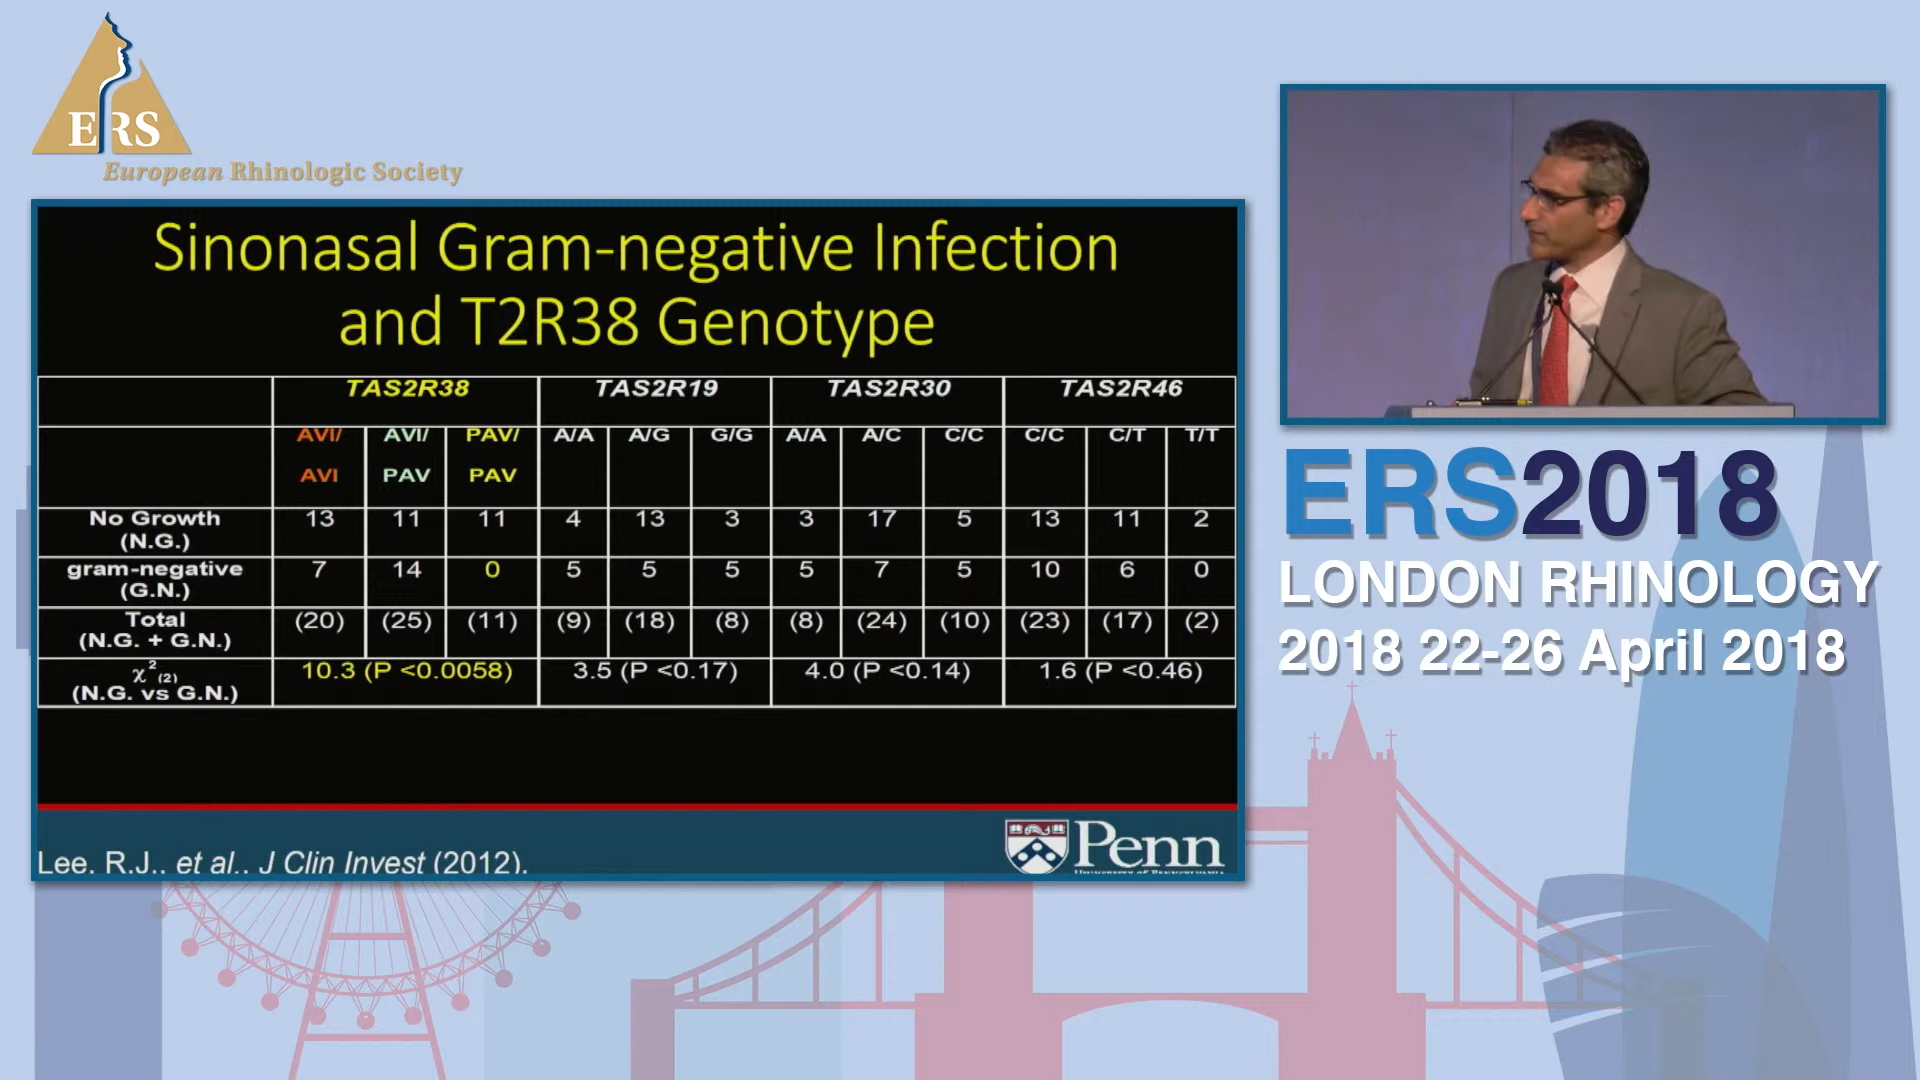 ERS
European Rhinologic Society
Sinonasal Gram-negative Infection
and T2R38 Genotype
TAS2R38 TAS2R19 TAS2R30 TAS2R46
AVI/ AVI/ PAV/ A/A A/G G/G A/A A/C C/C C/C C/T T/T
AVI PAV PAV
No Growth 13 11 11 4 13 3 3 17 5 13 11 2
(N.G.)
gram-negative 7 14 0 5 5 5 5 7 5 10 6 0
(G.N.)
Total (20) (25) (11) (9) (18) (8) (8) (24) (10) (23) (17) (2)
(N.G. + G.N.)
χ²(2) 10.3 (P <0.0058) 3.5 (P <0.17) 4.0 (P <0.14) 1.6 (P <0.46)
(N.G. vs G.N.)
Lee, R.J., et al., J Clin Invest (2012).
Penn
UNIVERSITY OF PENNSYLVANIA
ERS2018
LONDON RHINOLOGY
2018 22-26 April 2018